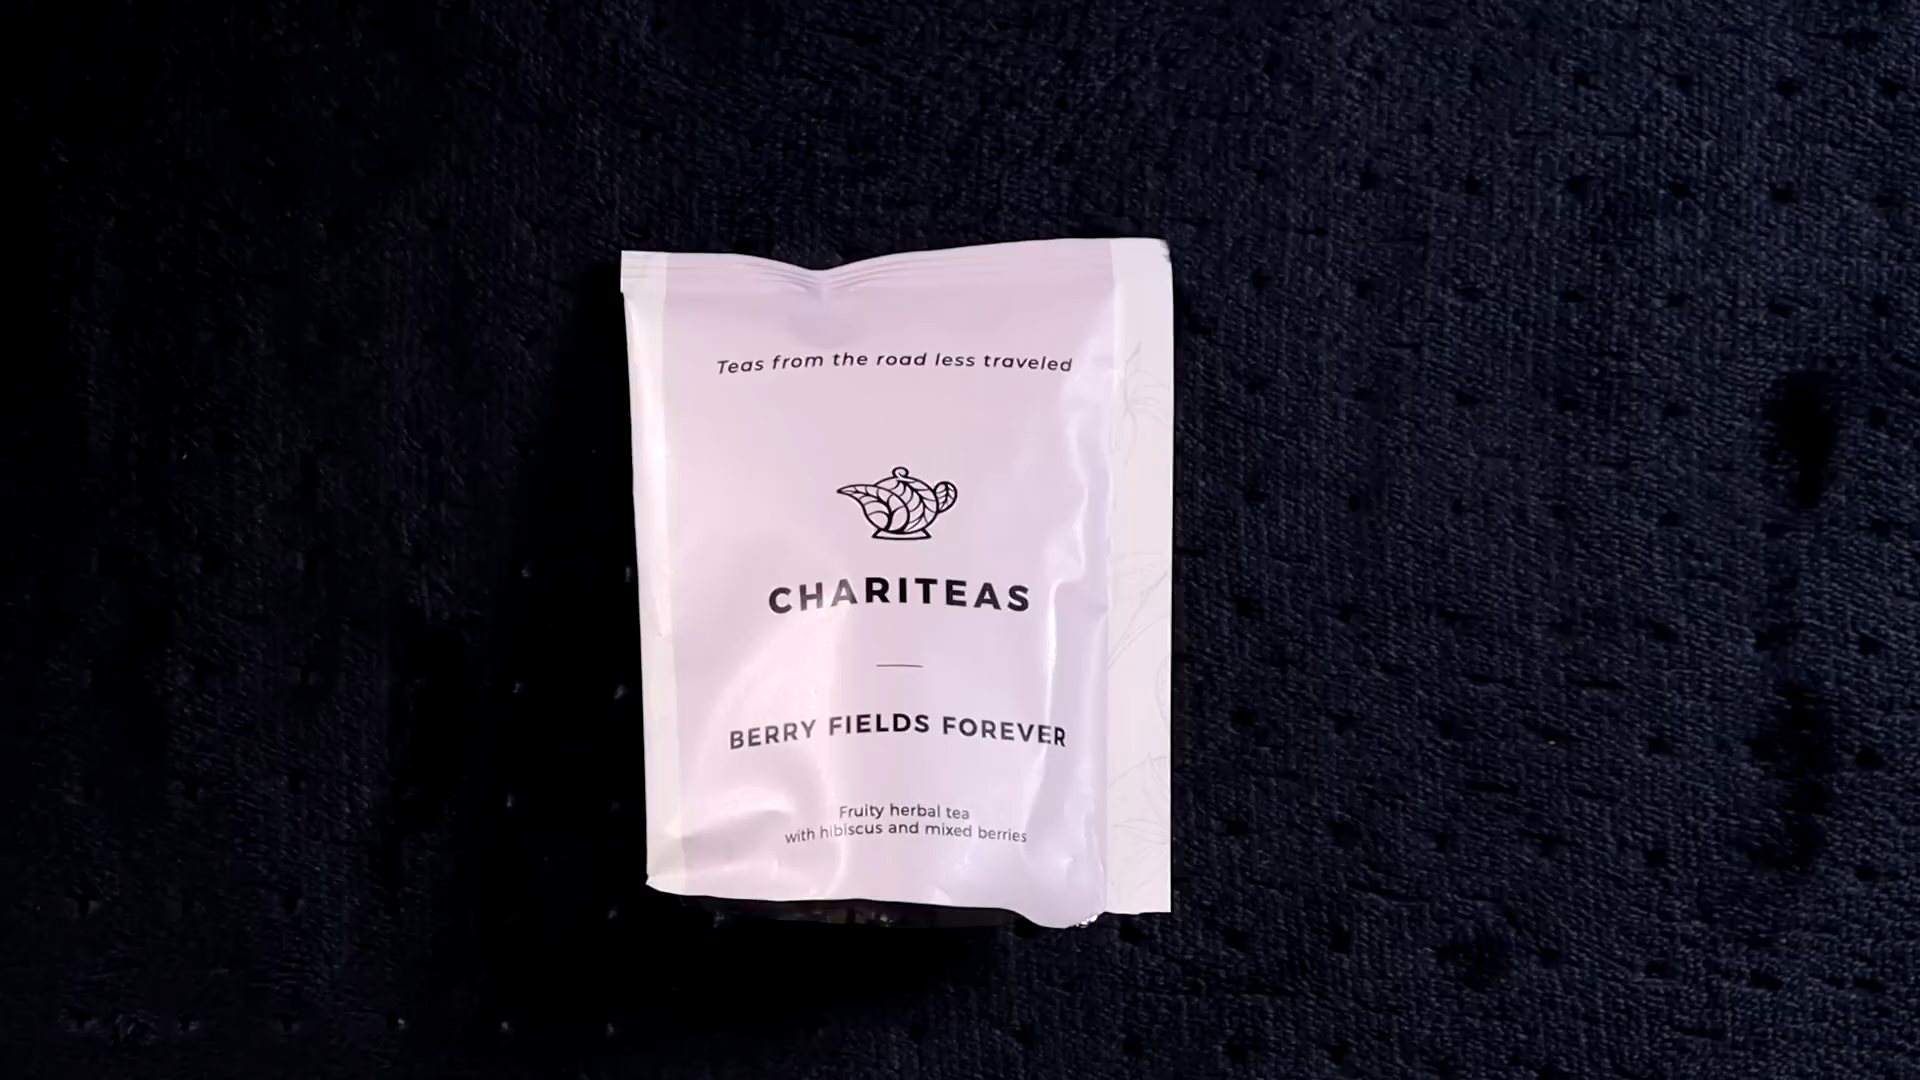 Teas from the road less traveled
CHARITEAS
BERRY FIELDS FOREVER
Fruity herbal tea
with hibiscus and mixed berries